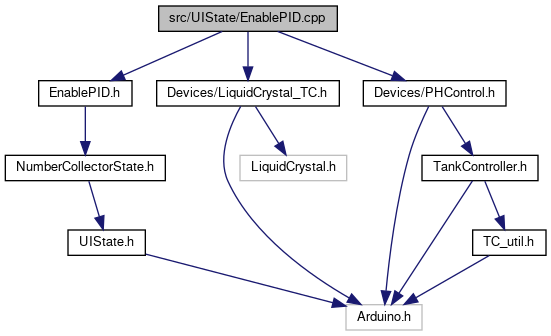 src/UIState/EnablePID.cpp
EnablePID.h
Devices/LiquidCrystal_TC.h
Devices/PHControl.h
NumberCollectorState.h
LiquidCrystal.h
TankController.h
UIState.h
TC_util.h
Arduino.h